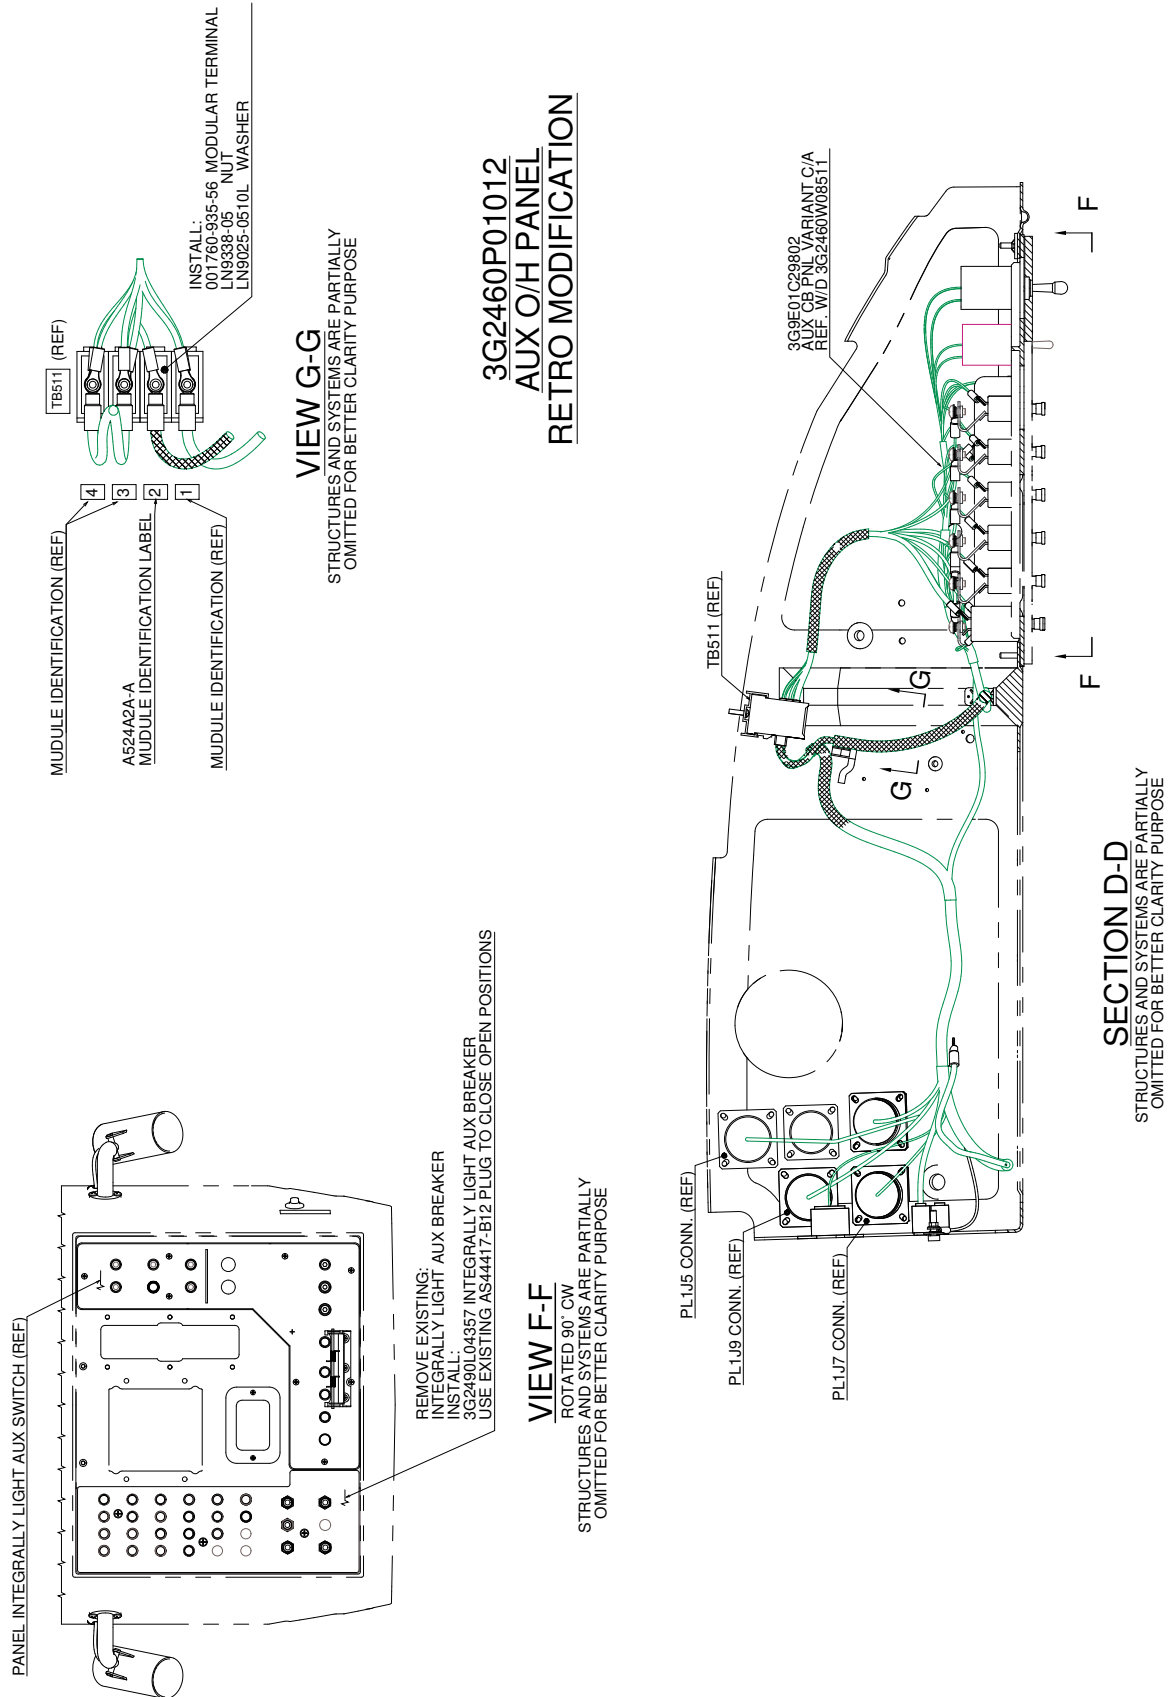 PANEL INTEGRALLY LIGHT AUX SWITCH (REF)
REMOVE EXISTING:
INTEGRALLY LIGHT AUX BREAKER
INSTALL:
3G2490L04357 INTEGRALLY LIGHT AUX BREAKER
USE EXISTING AS44417-B12 PLUG TO CLOSE OPEN POSITIONS
VIEW F-F
ROTATED 90° CW
STRUCTURES AND SYSTEMS ARE PARTIALLY
OMITTED FOR BETTER CLARITY PURPOSE
MUDULE IDENTIFICATION (REF)
A524A2A-A
MUDULE IDENTIFICATION LABEL
MUDULE IDENTIFICATION (REF)
4
3
2
1
TB511 (REF)
INSTALL:
001760-935-56 MODULAR TERMINAL
LN9338-05 NUT
LN9025-0510L WASHER
VIEW G-G
STRUCTURES AND SYSTEMS ARE PARTIALLY
OMITTED FOR BETTER CLARITY PURPOSE
3G2460P01012
AUX O/H PANEL
RETRO MODIFICATION
PL1J5 CONN. (REF)
PL1J9 CONN. (REF)
PL1J7 CONN. (REF)
TB511 (REF)
3G9E01C29802
AUX CB PNL VARIANT C/A
REF. W/D 3G2460W08511
G
G
F
F
SECTION D-D
STRUCTURES AND SYSTEMS ARE PARTIALLY
OMITTED FOR BETTER CLARITY PURPOSE